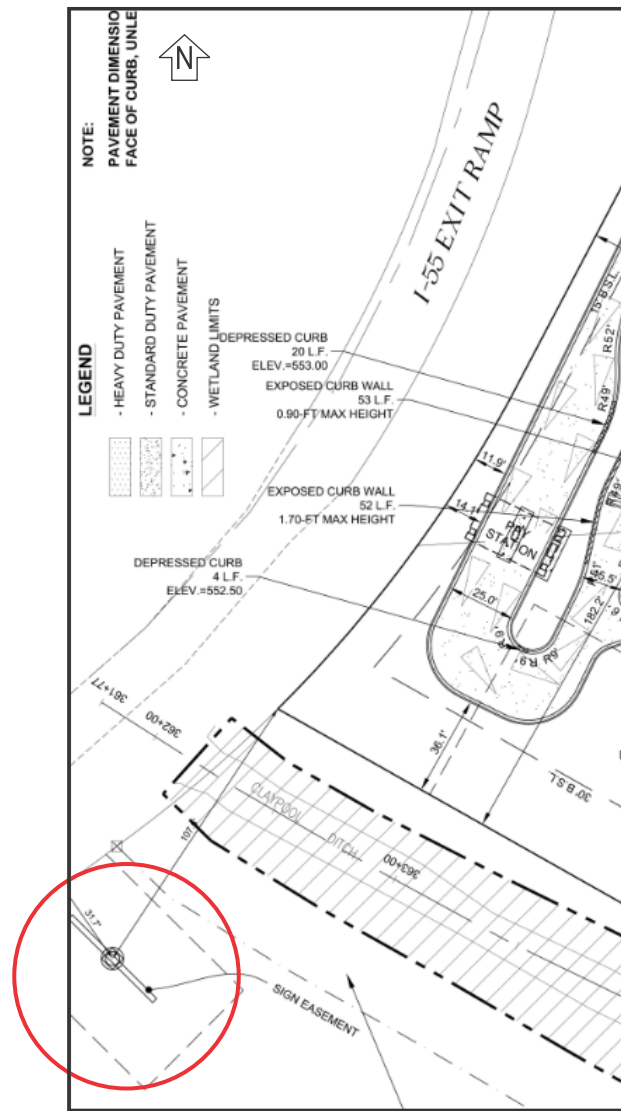 N
NOTE:
PAVEMENT DIMENSIO
FACE OF CURB, UNLE
LEGEND
- HEAVY DUTY PAVEMENT
- STANDARD DUTY PAVEMENT
- CONCRETE PAVEMENT
- WETLAND LIMITS
I-55 EXIT RAMP
DEPRESSED CURB
20 L.F.
ELEV.=553.00
EXPOSED CURB WALL
53 L.F.
0.90-FT MAX HEIGHT
EXPOSED CURB WALL
52 L.F.
1.70-FT MAX HEIGHT
DEPRESSED CURB
4 L.F.
ELEV.=552.50
15' B.S.L.
R52'
R49'
R49'
11.9'
14.1'
PAY
STATION
25.0'
R9'
R9'
R9'
182.2'
36.1'
30' B.S.L.
361+77
362+00
CLAYPOOL DITCH
363+00
107.
31.7'
SIGN EASEMENT